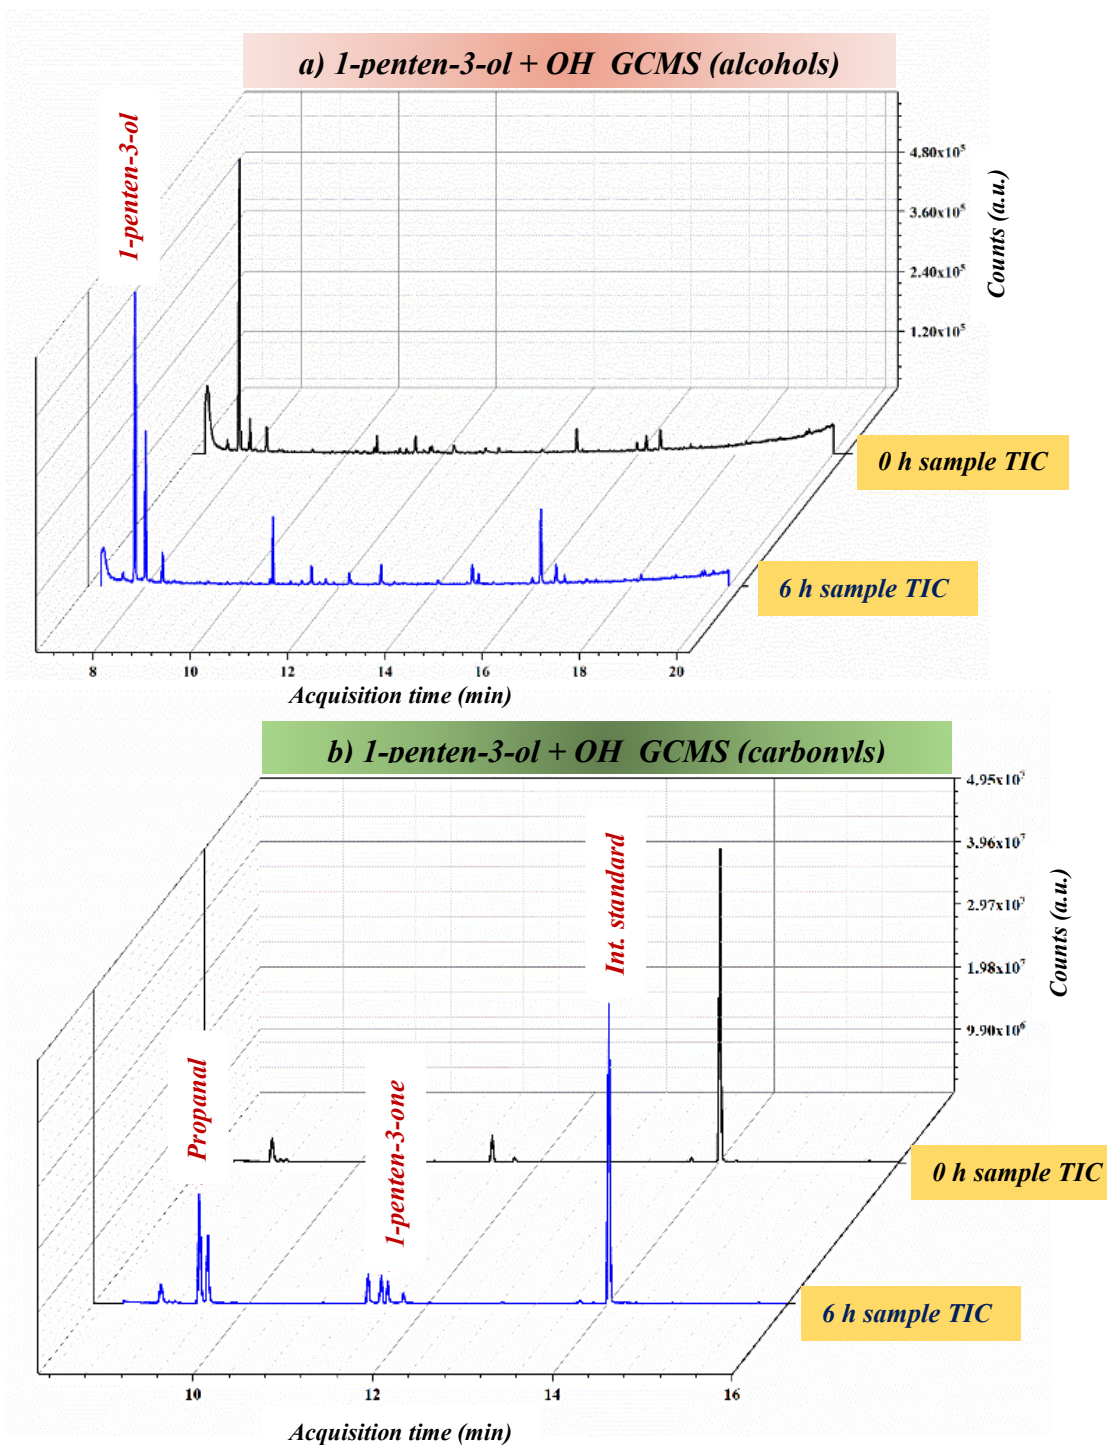 a) 1-penten-3-ol + OH GCMS (alcohols)
1-penten-3-ol
4.80x10⁵
3.60x10⁵
2.40x10⁵
1.20x10⁵
Counts (a.u.)
0 h sample TIC
6 h sample TIC
8 10 12 14 16 18 20
Acquisition time (min)
b) 1-penten-3-ol + OH GCMS (carbonyls)
4.95x10⁷
3.96x10⁷
2.97x10⁷
1.98x10⁷
9.90x10⁶
Counts (a.u.)
Int. standard
Propanal
1-penten-3-one
0 h sample TIC
6 h sample TIC
10 12 14 16
Acquisition time (min)